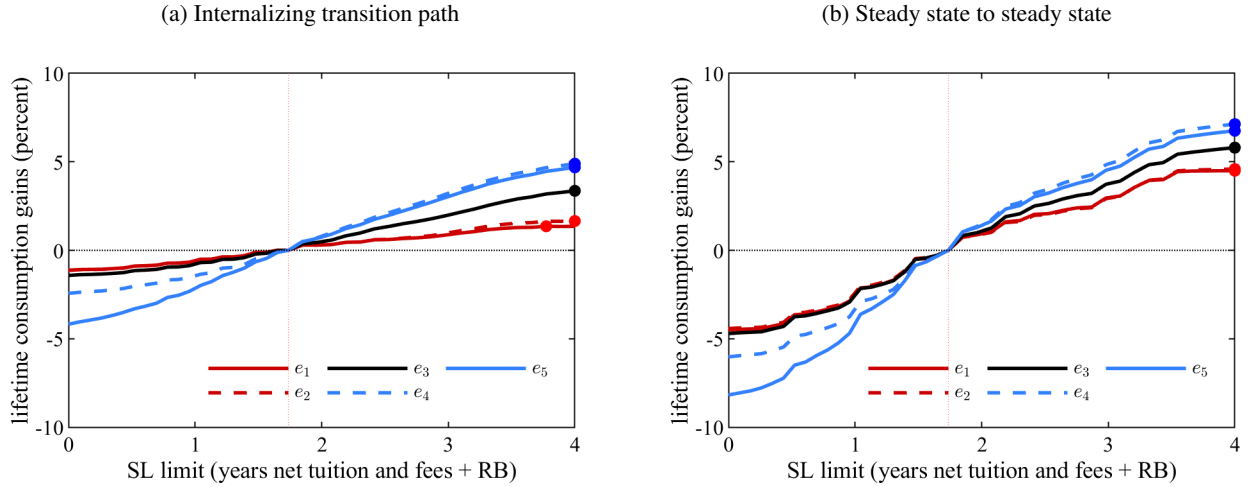 (a) Internalizing transition path
(b) Steady state to steady state
lifetime consumption gains (percent)
10
5
0
-5
-10
0
1
2
3
4
SL limit (years net tuition and fees + RB)
e1
e3
e5
e2
e4
lifetime consumption gains (percent)
10
5
0
-5
-10
0
1
2
3
4
SL limit (years net tuition and fees + RB)
e1
e3
e5
e2
e4